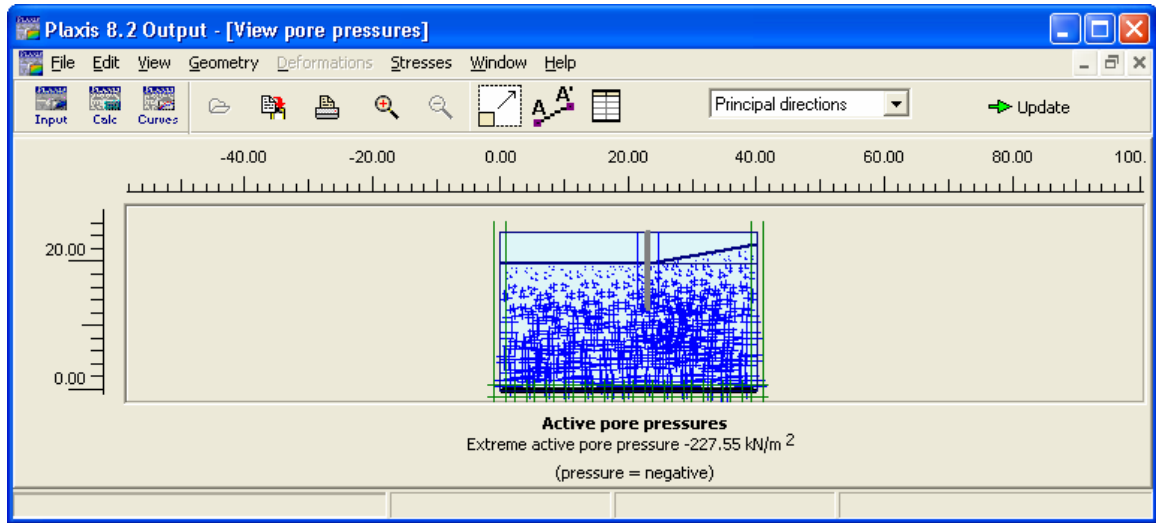 Plaxis 8.2 Output - [View pore pressures]
File Edit View Geometry Deformations Stresses Window Help
Input Calc Curves A A' Principal directions Update
-40.00 -20.00 0.00 20.00 40.00 60.00 80.00 100.
20.00
0.00
Active pore pressures
Extreme active pore pressure -227.55 kN/m 2
(pressure = negative)